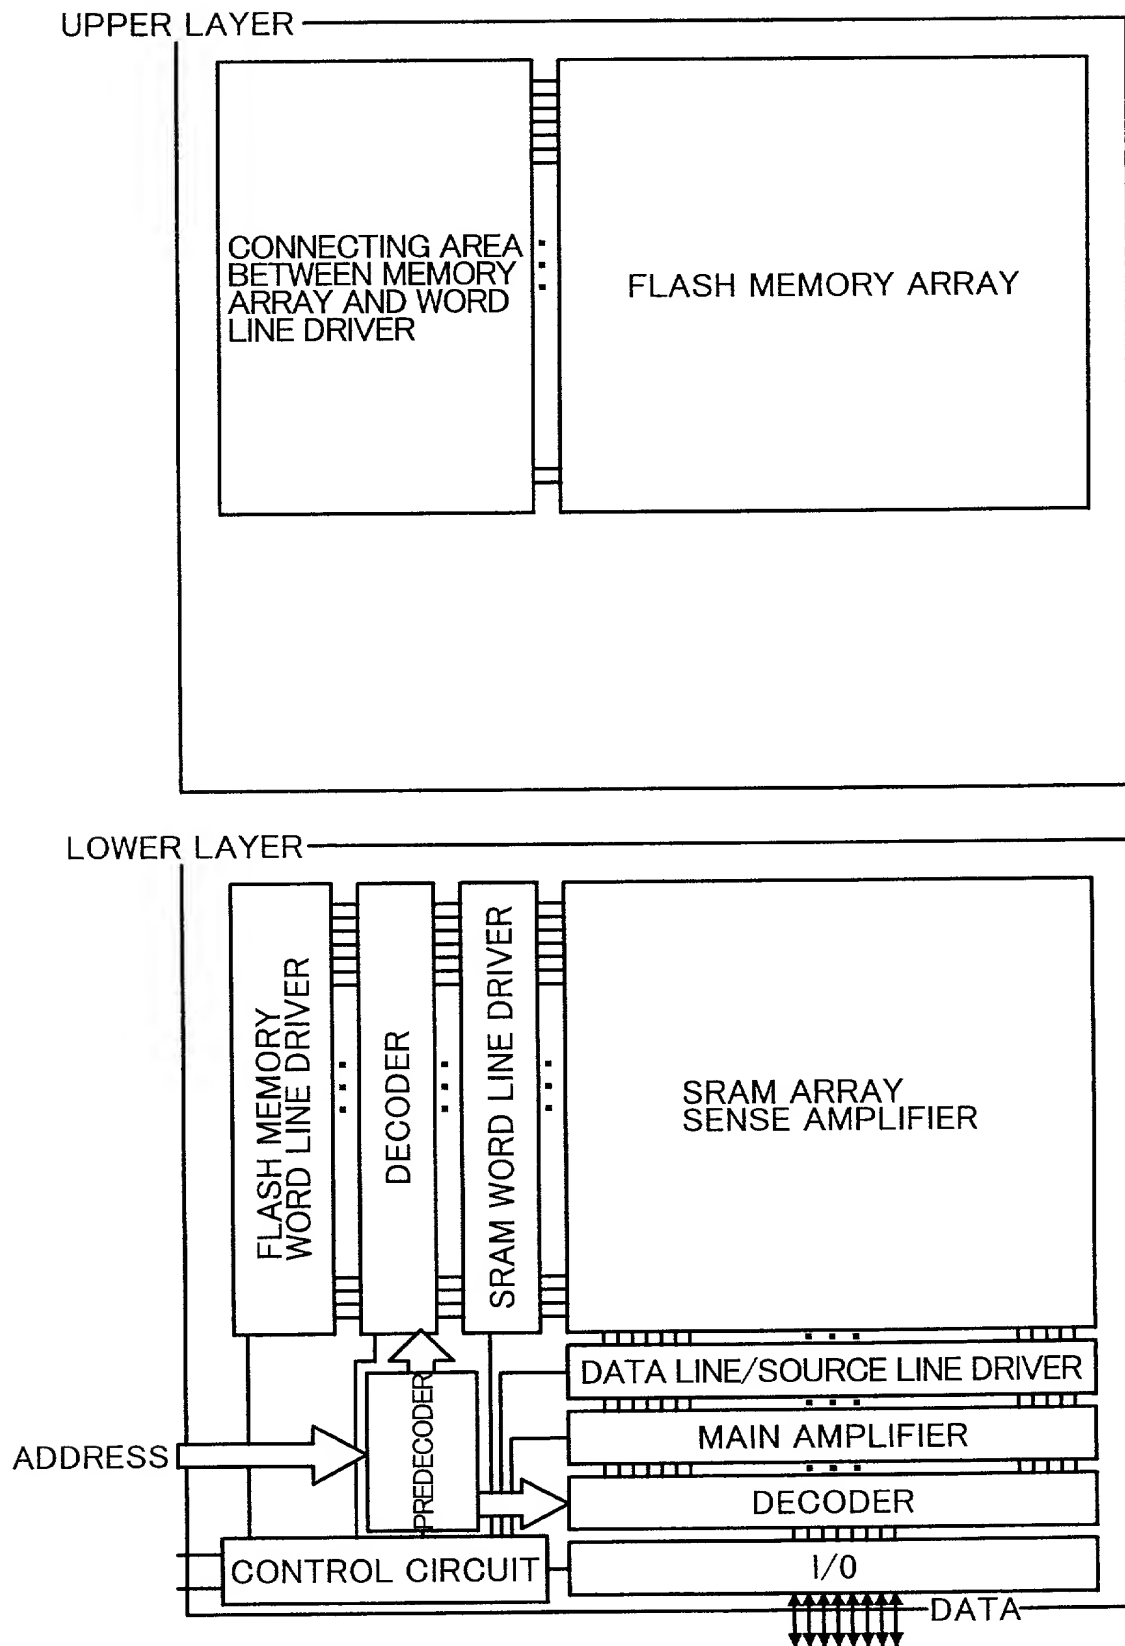 UPPER LAYER
CONNECTING AREA
BETWEEN MEMORY
ARRAY AND WORD
LINE DRIVER
FLASH MEMORY ARRAY
LOWER LAYER
FLASH MEMORY
WORD LINE DRIVER
DECODER
SRAM WORD LINE DRIVER
SRAM ARRAY
SENSE AMPLIFIER
DATA LINE/SOURCE LINE DRIVER
ADDRESS
PREDECODER
MAIN AMPLIFIER
DECODER
CONTROL CIRCUIT
I/O
DATA